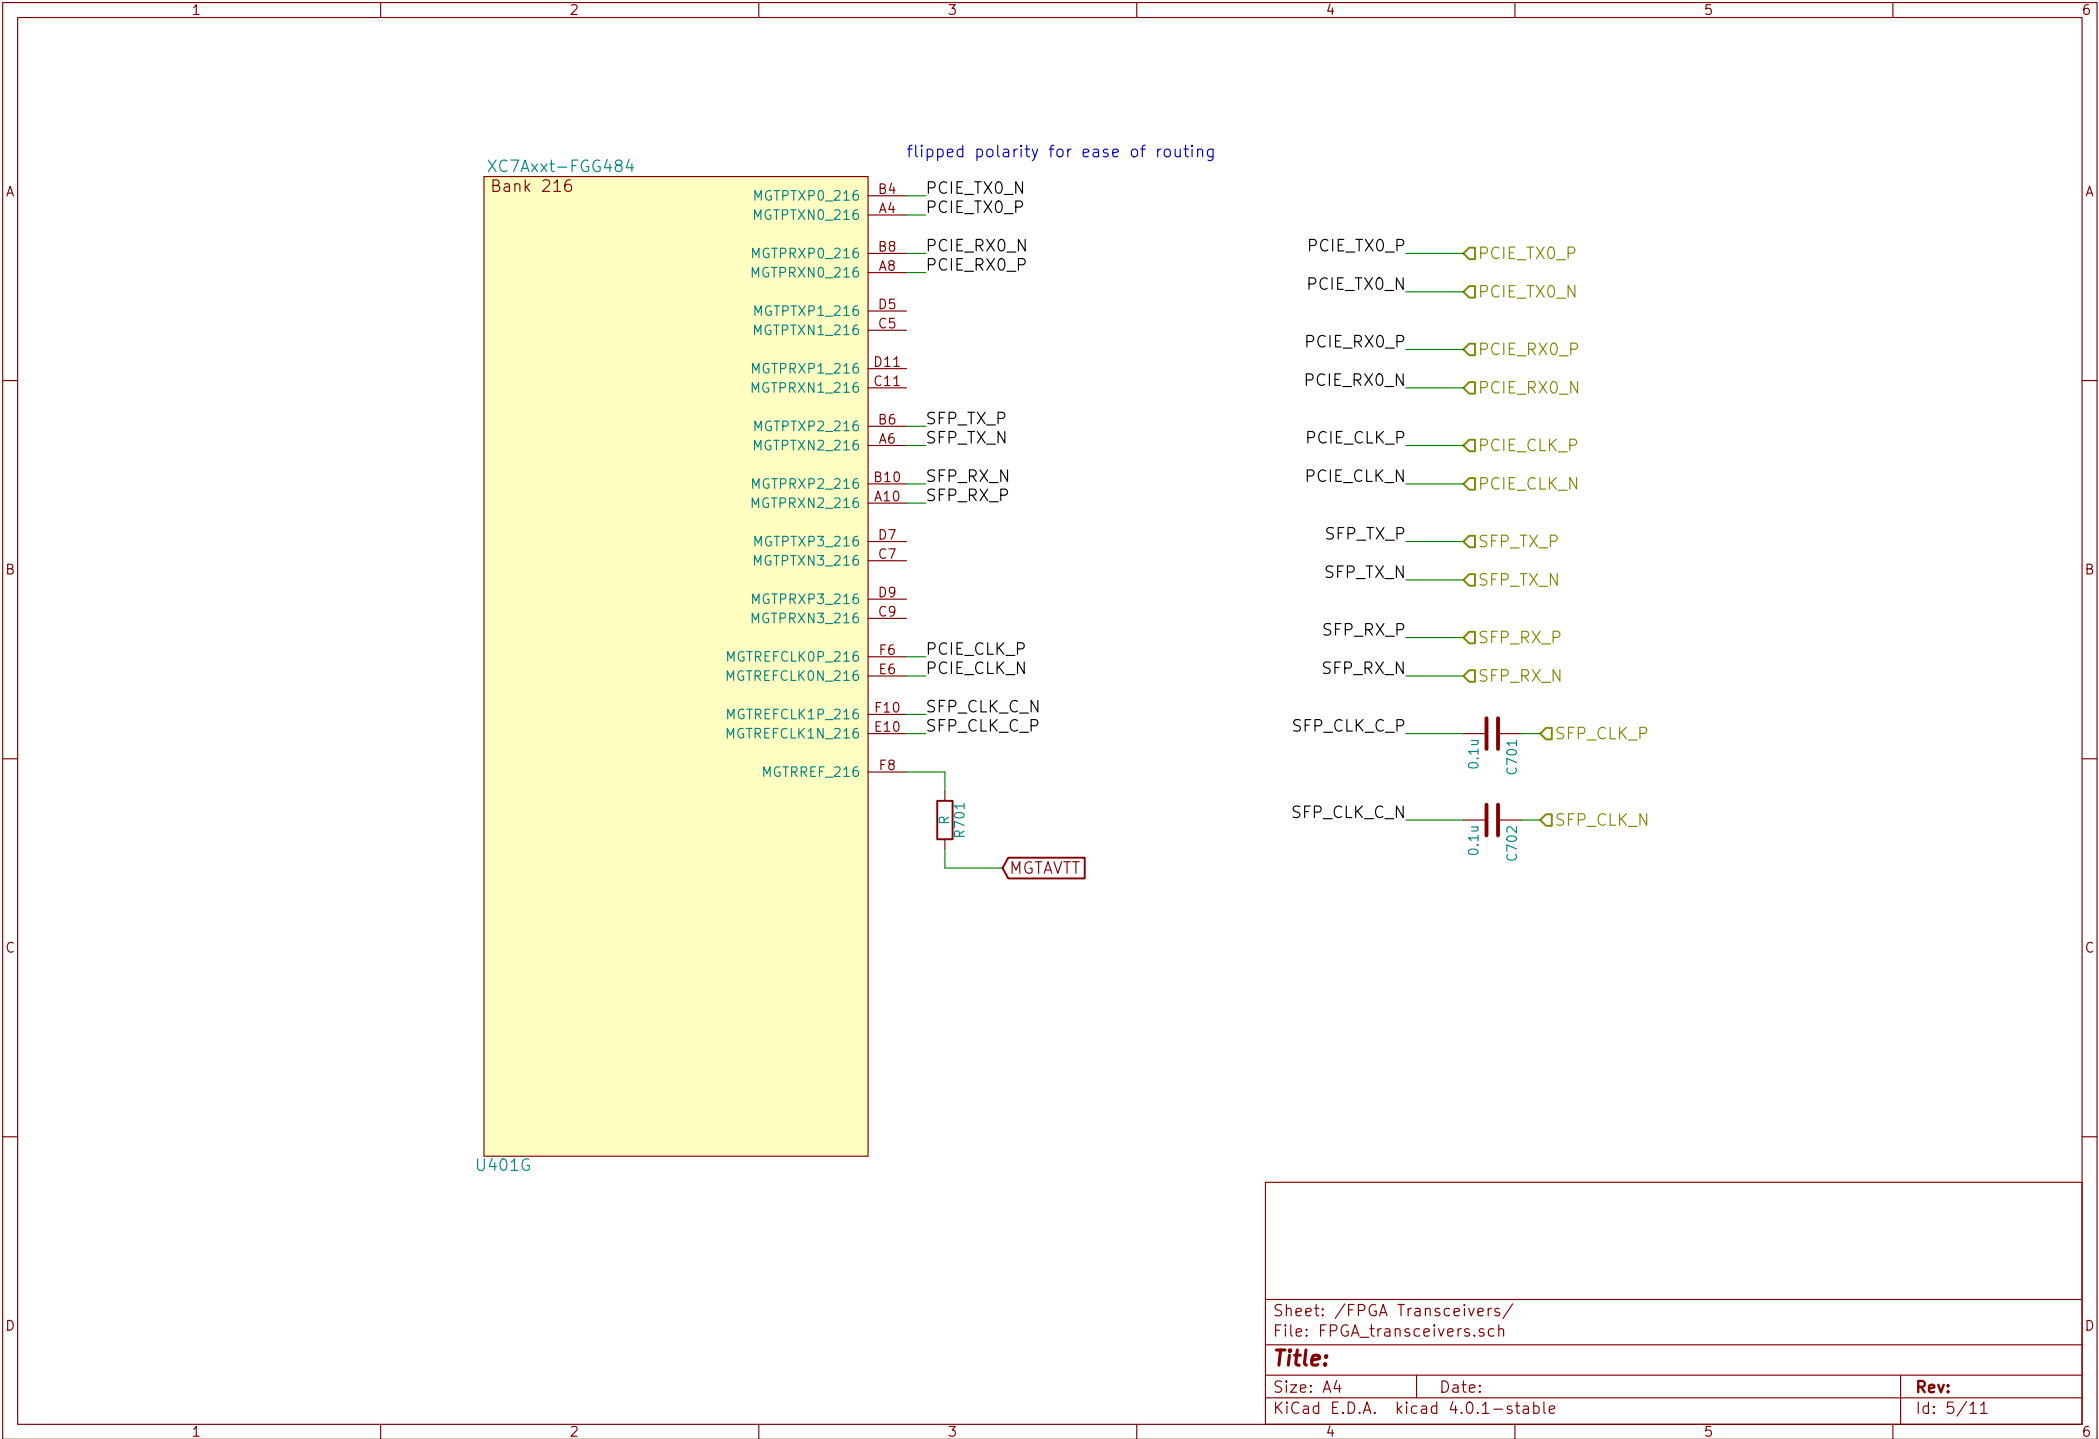 1 2 3 4 5 6
flipped polarity for ease of routing
XC7Axxt-FGG484
Bank 216
A A
MGTPTXP0_216 B4 PCIE_TX0_N
MGTPTXN0_216 A4 PCIE_TX0_P
MGTPRXP0_216 B8 PCIE_RX0_N
MGTPRXN0_216 A8 PCIE_RX0_P
MGTPTXP1_216 D5
MGTPTXN1_216 C5
MGTPRXP1_216 D11
MGTPRXN1_216 C11
MGTPTXP2_216 B6 SFP_TX_P
MGTPTXN2_216 A6 SFP_TX_N
MGTPRXP2_216 B10 SFP_RX_N
MGTPRXN2_216 A10 SFP_RX_P
MGTPTXP3_216 D7
MGTPTXN3_216 C7
B B
MGTPRXP3_216 D9
MGTPRXN3_216 C9
MGTREFCLK0P_216 F6 PCIE_CLK_P
MGTREFCLK0N_216 E6 PCIE_CLK_N
MGTREFCLK1P_216 F10 SFP_CLK_C_N
MGTREFCLK1N_216 E10 SFP_CLK_C_P
MGTRREF_216 F8
R R701
MGTAVTT
PCIE_TX0_P PCIE_TX0_P
PCIE_TX0_N PCIE_TX0_N
PCIE_RX0_P PCIE_RX0_P
PCIE_RX0_N PCIE_RX0_N
PCIE_CLK_P PCIE_CLK_P
PCIE_CLK_N PCIE_CLK_N
SFP_TX_P SFP_TX_P
SFP_TX_N SFP_TX_N
SFP_RX_P SFP_RX_P
SFP_RX_N SFP_RX_N
SFP_CLK_C_P 0.1u C701 SFP_CLK_P
SFP_CLK_C_N 0.1u C702 SFP_CLK_N
C C
U401G
D D
Sheet: /FPGA Transceivers/
File: FPGA_transceivers.sch
Title:
Size: A4 Date: Rev:
KiCad E.D.A. kicad 4.0.1-stable Id: 5/11
1 2 3 4 5 6